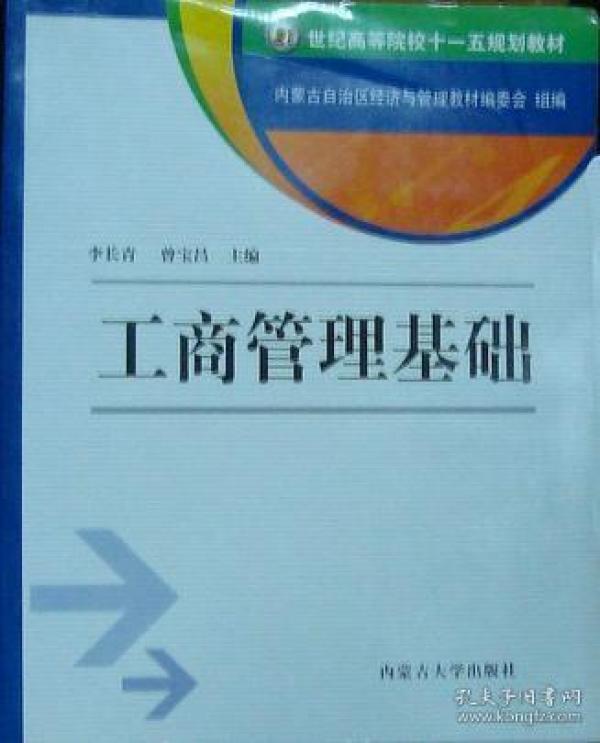 21 世纪高等院校十一五规划教材
内蒙古自治区经济与管理教材编委会 组编
李长青 曾宝昌 主编
工商管理基础
内蒙古大学出版社
孔夫子旧书网
www.kongfz.com